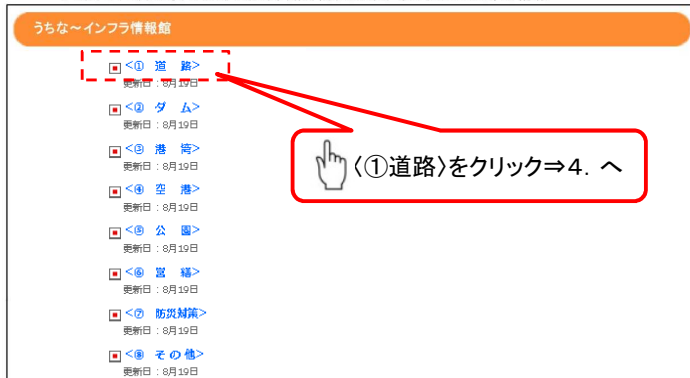 うちな～インフラ情報館
<① 道 路>
更新日：8月19日
<② ダ ム>
更新日：8月19日
<③ 港 湾>
更新日：8月19日
<④ 空 港>
更新日：8月19日
<⑤ 公 園>
更新日：8月19日
<⑥ 営 繕>
更新日：8月19日
<⑦ 防災対策>
更新日：8月19日
<⑧ そ の 他>
更新日：8月19日
〈①道路〉をクリック⇒4．へ